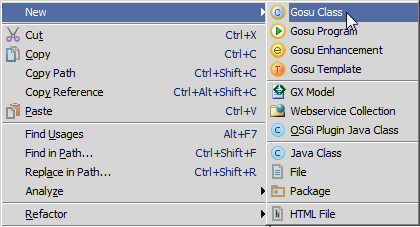 New
Cut Ctrl+X
Copy Ctrl+C
Copy Path Ctrl+Shift+C
Copy Reference Ctrl+Alt+Shift+C
Paste Ctrl+V
Find Usages Alt+F7
Find in Path... Ctrl+Shift+F
Replace in Path... Ctrl+Shift+R
Analyze
Refactor
Gosu Class
Gosu Program
Gosu Enhancement
Gosu Template
GX Model
Webservice Collection
OSGi Plugin Java Class
Java Class
File
Package
HTML File